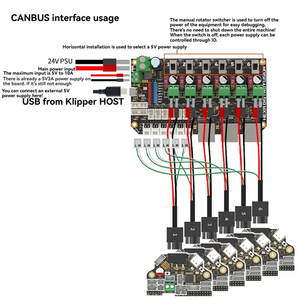 CANBUS interface usage
The manual rotator switch is used to turn off the
power of the equipment for easy debugging.
There's no need to shut down the entire machine!
When the switch is off, each power supply can be
controlled through IO.
Horizontal installation is used to select a 5V power supply
24V PSU
Main power input
The maximum input is 5V to 10A
There is already a 5V3A power supply on
the board. If it's still not enough.
You can connect an external 5V
power supply here!
USB from Klipper HOST